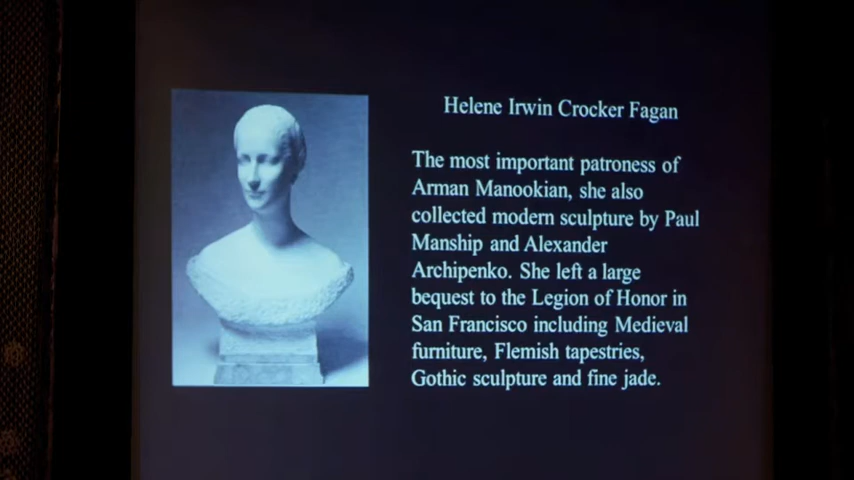 Helene Irwin Crocker Fagan
The most important patroness of
Arman Manookian, she also
collected modern sculpture by Paul
Manship and Alexander
Archipenko. She left a large
bequest to the Legion of Honor in
San Francisco including Medieval
furniture, Flemish tapestries,
Gothic sculpture and fine jade.